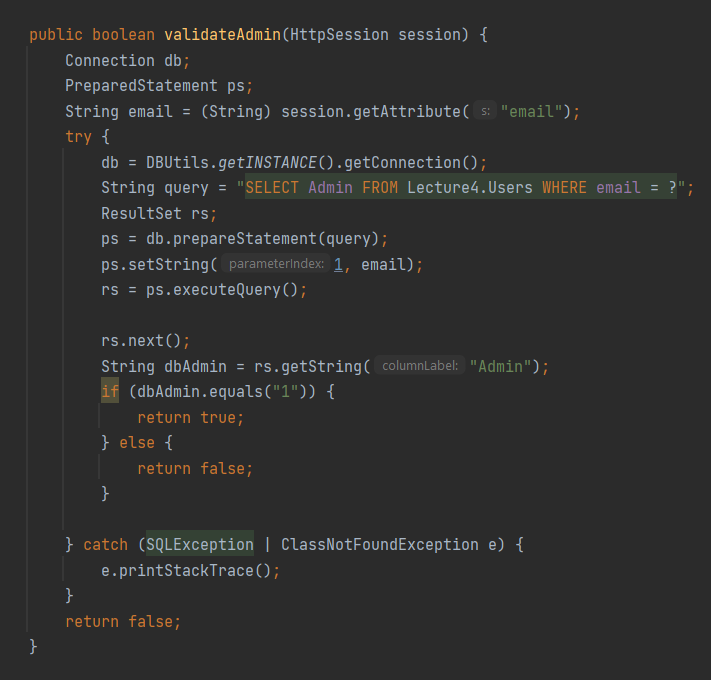 public boolean validateAdmin(HttpSession session) {
Connection db;
PreparedStatement ps;
String email = (String) session.getAttribute( s: "email");
try {
db = DBUtils.getINSTANCE().getConnection();
String query = "SELECT Admin FROM Lecture4.Users WHERE email = ?";
ResultSet rs;
ps = db.prepareStatement(query);
ps.setString( parameterIndex: 1, email);
rs = ps.executeQuery();
rs.next();
String dbAdmin = rs.getString( columnLabel: "Admin");
if (dbAdmin.equals("1")) {
return true;
} else {
return false;
}
} catch (SQLException | ClassNotFoundException e) {
e.printStackTrace();
}
return false;
}